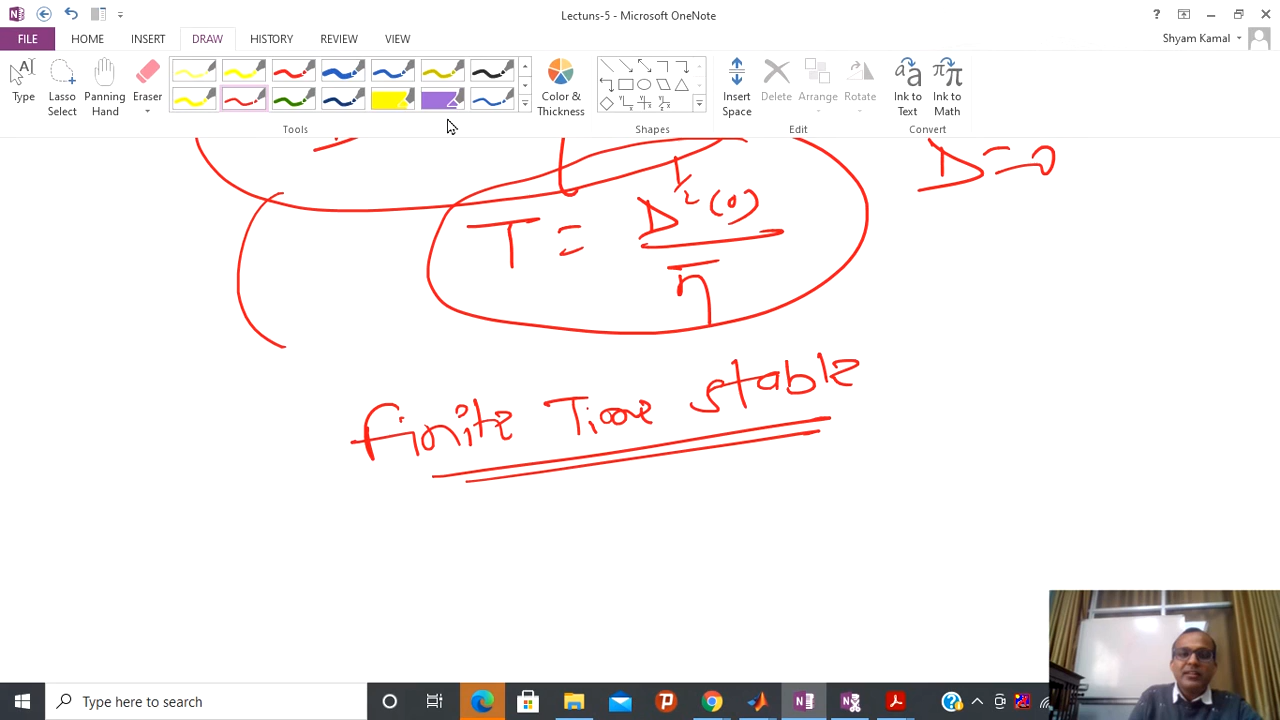 Lectuns-5 - Microsoft OneNote
Shyam Kamal
FILE HOME INSERT DRAW HISTORY REVIEW VIEW
Type
Lasso Select
Panning Hand
Eraser
Color & Thickness
Insert Space
Delete
Arrange
Rotate
Ink to Text
Ink to Math
Tools Shapes Edit Convert
D=0
T = D^{1/2}(0) / η
finite Time stable
Type here to search